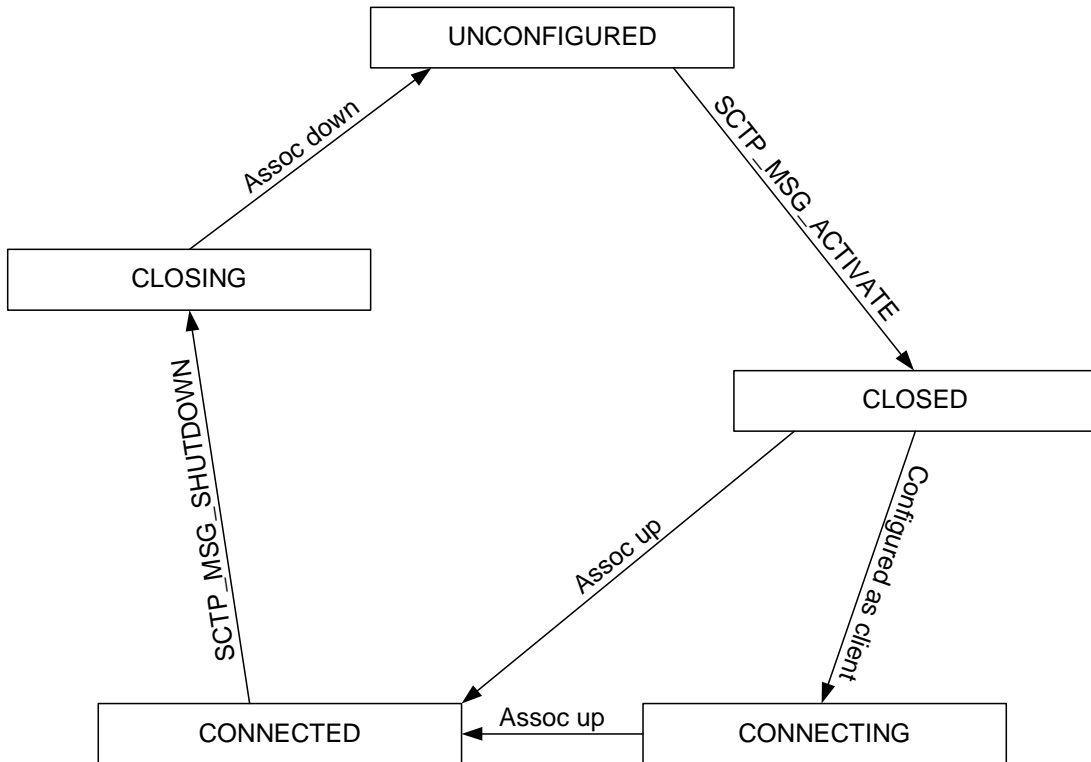 UNCONFIGURED
Assoc down
SCTP_MSG_ACTIVATE
CLOSING
CLOSED
SCTP_MSG_SHUTDOWN
Assoc up
Configured as client
CONNECTED
Assoc up
CONNECTING